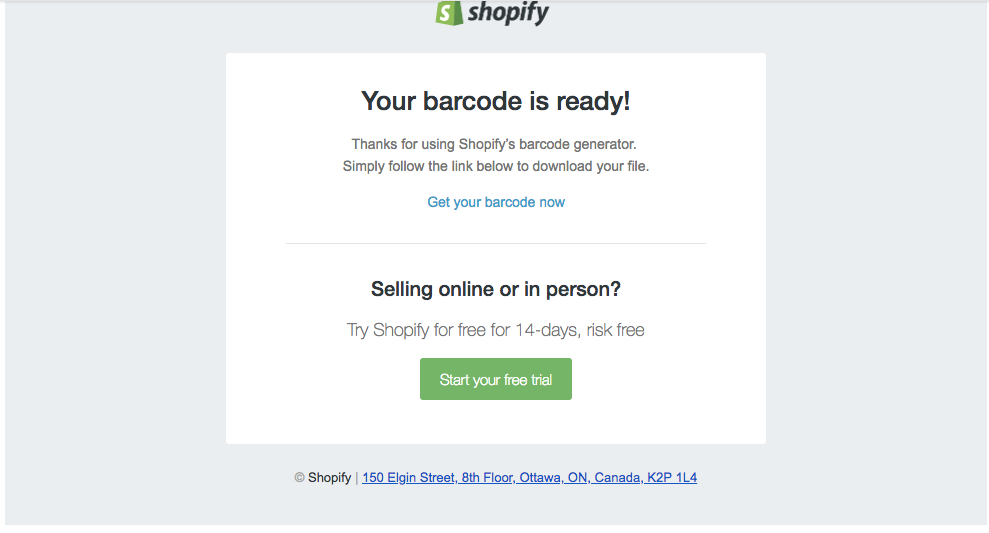 shopify
Your barcode is ready!
Thanks for using Shopify's barcode generator.
Simply follow the link below to download your file.
Get your barcode now
Selling online or in person?
Try Shopify for free for 14-days, risk free
Start your free trial
© Shopify | 150 Elgin Street, 8th Floor, Ottawa, ON, Canada, K2P 1L4